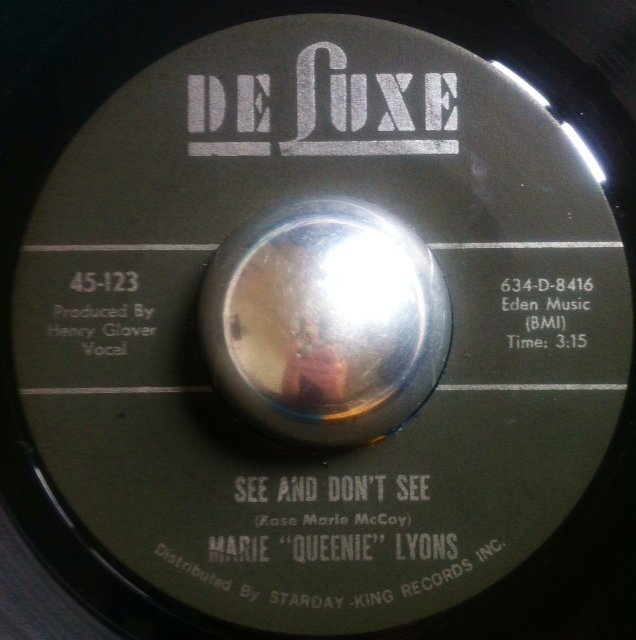 DE LUXE
45-123
Produced By
Henry Glover
Vocal
634-D-8416
Eden Music
(BMI)
Time: 3:15
SEE AND DON'T SEE
(Rose Marie McCoy)
MARIE "QUEENIE" LYONS
Distributed By STARDAY-KING RECORDS INC.